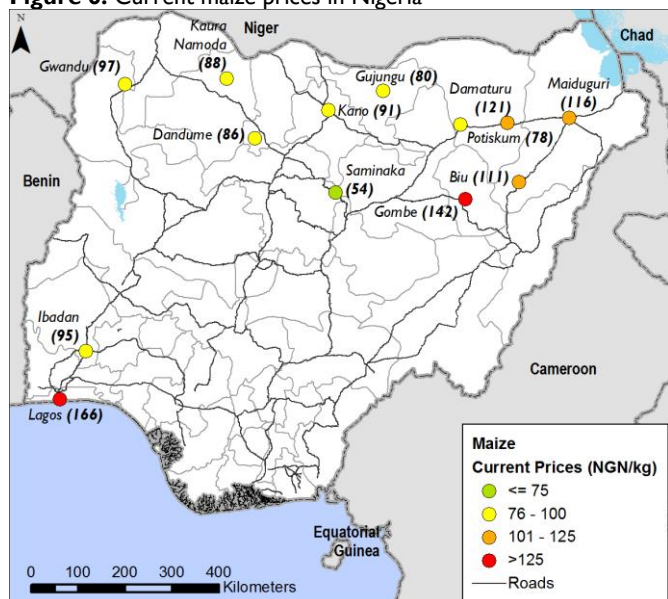 Figure 6. Current maize prices in Nigeria
N
Kaura
Namoda
(88)
Niger
Chad
Gwandu (97)
Gujungu (80)
Damaturu
(121)
Maiduguri
(116)
Kano (91)
Dandume (86)
Potiskum (78)
Benin
Saminaka
(54)
Biu (111)
Gombe (142)
Ibadan
(95)
Cameroon
Lagos (166)
Maize
Current Prices (NGN/kg)
<= 75
76 - 100
101 - 125
>125
Roads
Equatorial
Guinea
0 100 200 300 400
Kilometers